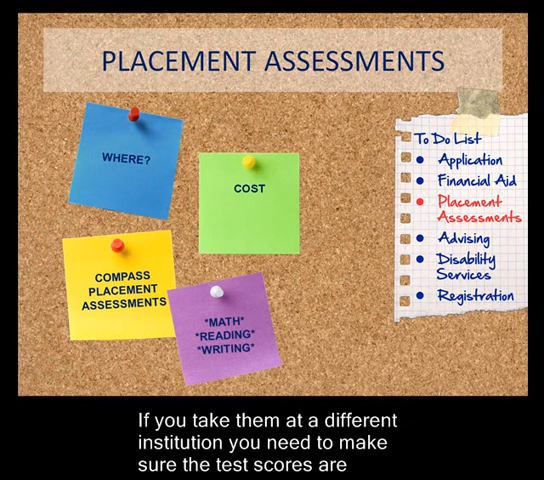 PLACEMENT ASSESSMENTS
WHERE?
COST
COMPASS
PLACEMENT
ASSESSMENTS
*MATH*
*READING*
*WRITING*
To Do List
Application
Financial Aid
Placement
Assessments
Advising
Disability
Services
Registration
If you take them at a different
institution you need to make
sure the test scores are